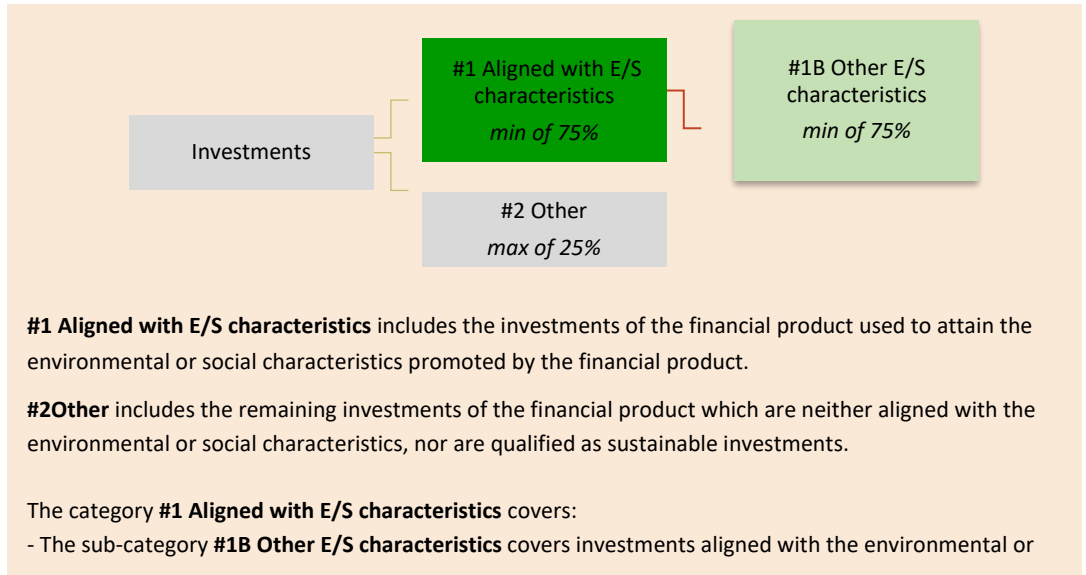 #1 Aligned with E/S
characteristics
min of 75%
#1B Other E/S
characteristics
min of 75%
Investments
#2 Other
max of 25%
#1 Aligned with E/S characteristics includes the investments of the financial product used to attain the
environmental or social characteristics promoted by the financial product.
#2Other includes the remaining investments of the financial product which are neither aligned with the
environmental or social characteristics, nor are qualified as sustainable investments.
The category #1 Aligned with E/S characteristics covers:
- The sub-category #1B Other E/S characteristics covers investments aligned with the environmental or